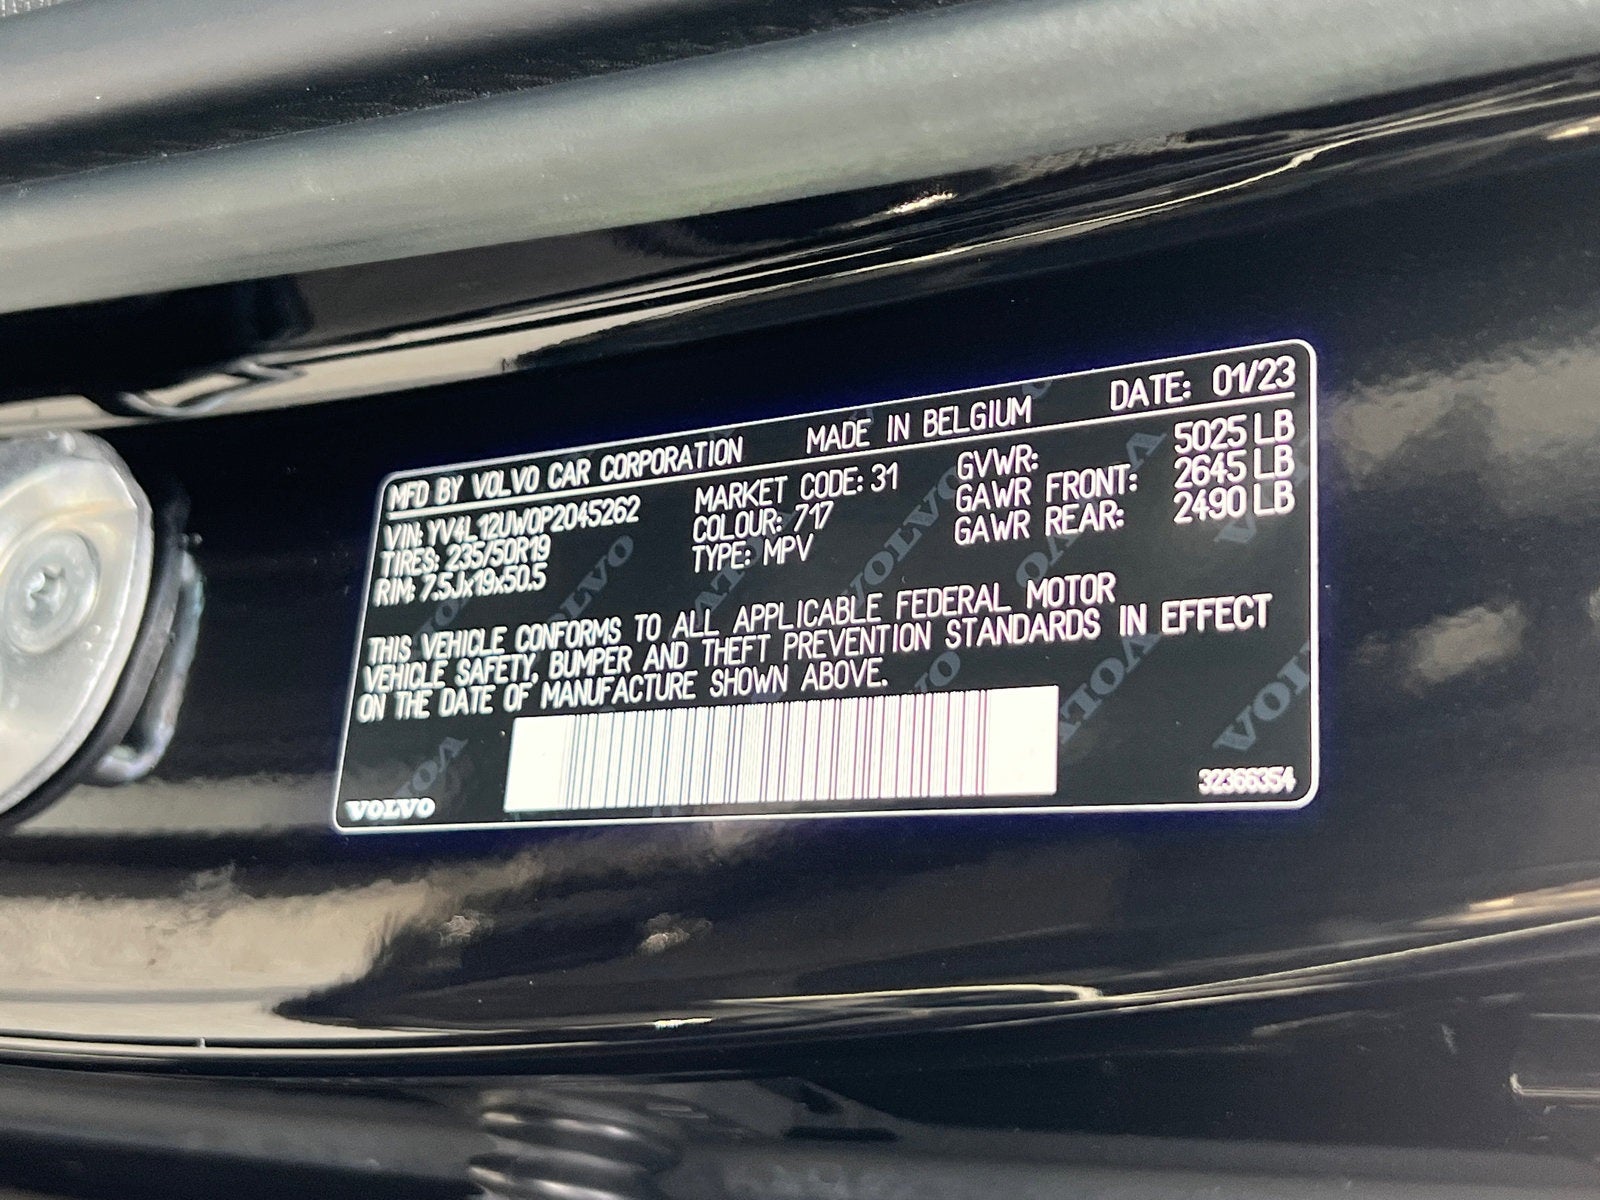 MFD BY VOLVO CAR CORPORATION MADE IN BELGIUM DATE: 01/23
VIN: YV4L12UW0P2045262 MARKET CODE: 31 GVWR: 5025 LB
TIRES: 235/50R19 COLOUR: 717 GAWR FRONT: 2645 LB
RIM: 7.5Jx19x50.5 TYPE: MPV GAWR REAR: 2490 LB
THIS VEHICLE CONFORMS TO ALL APPLICABLE FEDERAL MOTOR
VEHICLE SAFETY, BUMPER AND THEFT PREVENTION STANDARDS IN EFFECT
ON THE DATE OF MANUFACTURE SHOWN ABOVE.
VOLVO 32366354